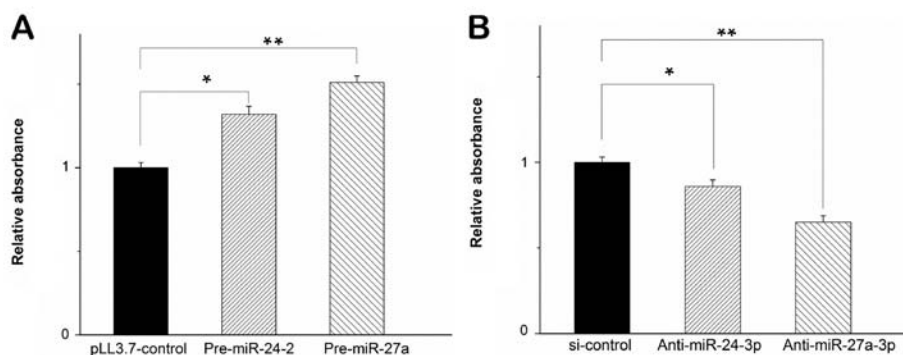 A
Relative absorbance
1
0
*
**
pLL3.7-control Pre-miR-24-2 Pre-miR-27a
B
Relative absorbance
1
0
*
**
si-control Anti-miR-24-3p Anti-miR-27a-3p